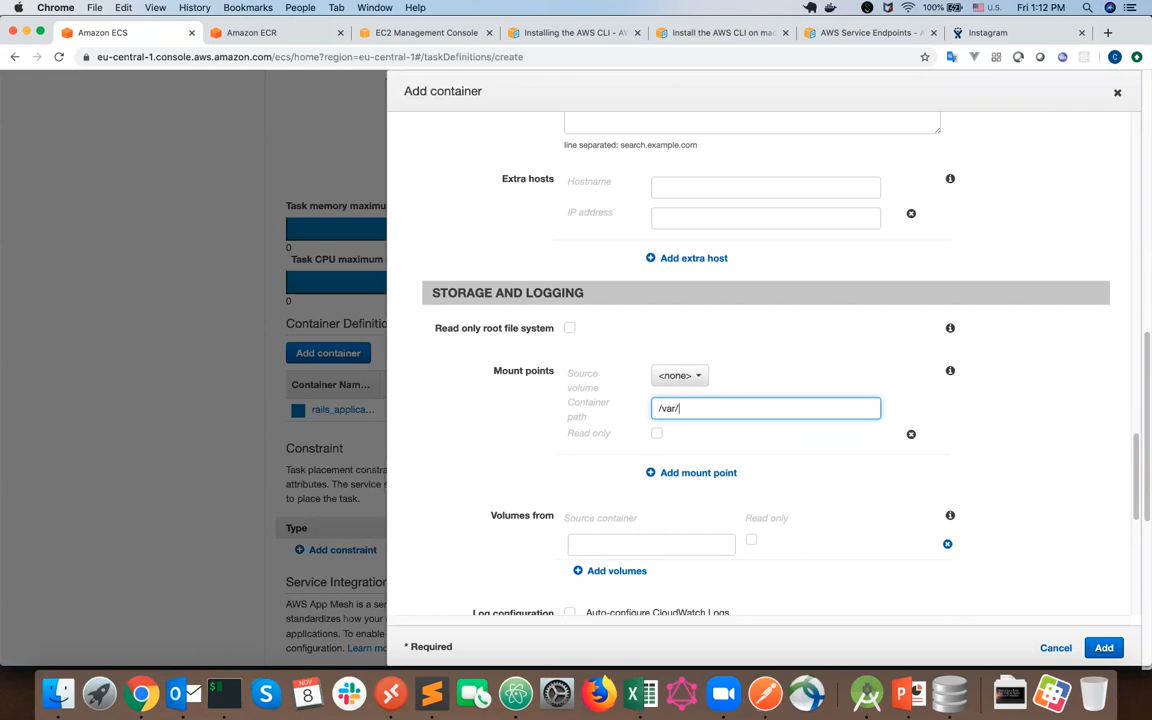 Chrome File Edit View History Bookmarks People Tab Window Help 100% U.S. Fri 1:12 PM
Amazon ECS Amazon ECR EC2 Management Console Installing the AWS CLI - A Install the AWS CLI on mac AWS Service Endpoints - A Instagram
eu-central-1.console.aws.amazon.com/ecs/home?region=eu-central-1#/taskDefinitions/create
Add container
line separated: search.example.com
Extra hosts Hostname
IP address
Add extra host
STORAGE AND LOGGING
Read only root file system
Mount points Source volume <none>
Container path /var/
Read only
Add mount point
Volumes from Source container Read only
Add volumes
Log configuration Auto-configure CloudWatch Logs
* Required Cancel Add
Task memory maximu
0
Task CPU maximum
0
Container Definitio
Add container
Container Nam...
rails_applica...
Constraint
Task placement constra
attributes. The service r
to place the task.
Type
Add constraint
Service Integration
AWS App Mesh is a ser
standardizes how your
applications. To enable
configuration. Learn mo
NOV
8